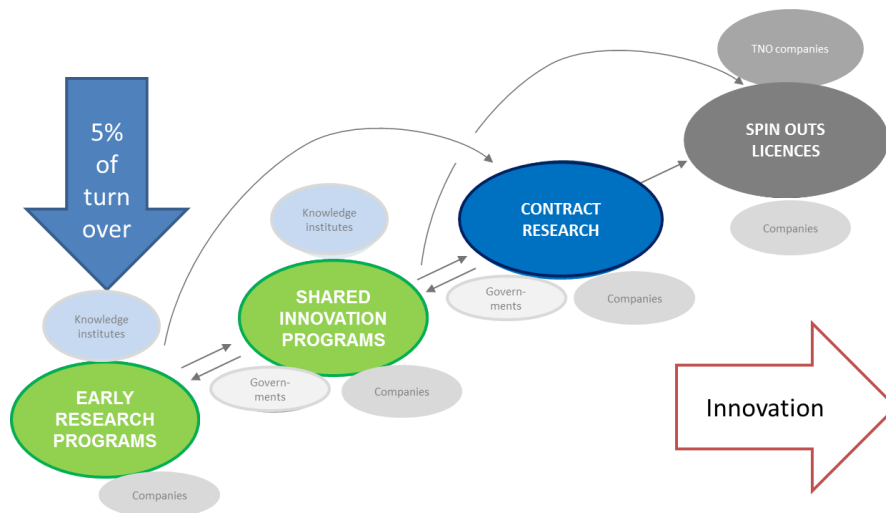 TNO companies
SPIN OUTS
LICENCES
Companies
5%
of
turn
over
CONTRACT
RESEARCH
Knowledge
institutes
Govern-
ments
Companies
SHARED
INNOVATION
PROGRAMS
Knowledge
institutes
Govern-
ments
Companies
EARLY
RESEARCH
PROGRAMS
Companies
Innovation